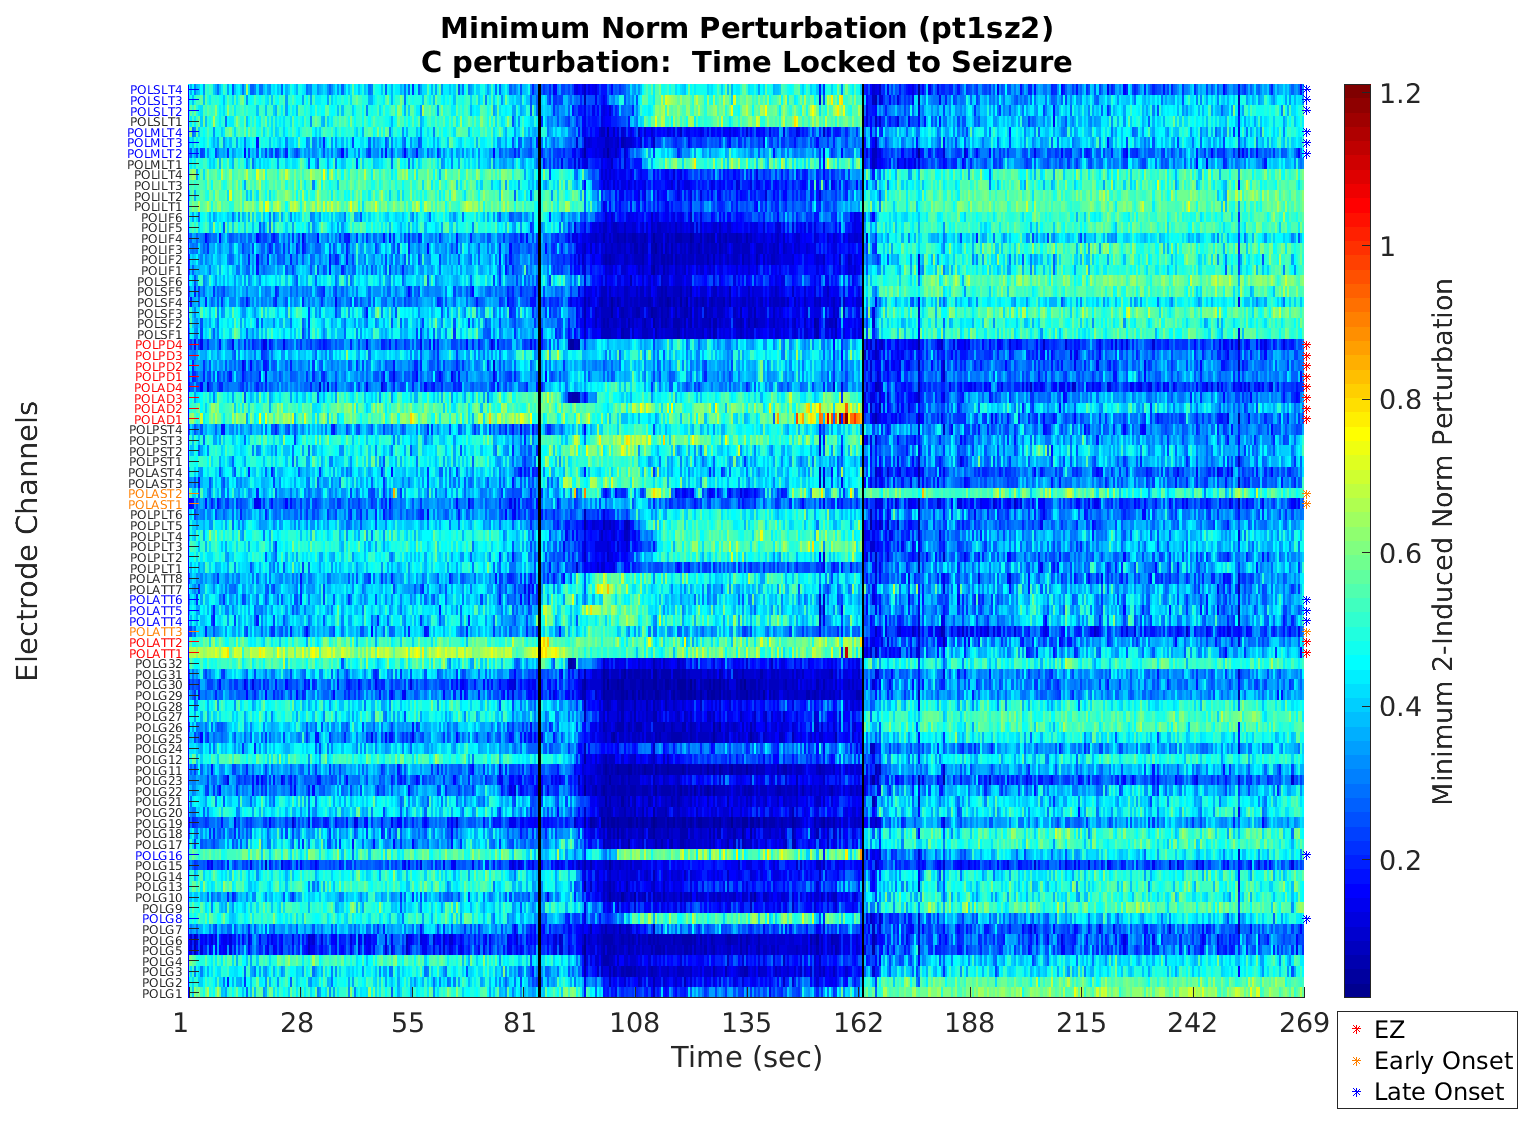 Minimum Norm Perturbation (pt1sz2)
C perturbation:  Time Locked to Seizure
Electrode Channels
POLSLT4
POLSLT3
POLSLT2
POLSLT1
POLMLT4
POLMLT3
POLMLT2
POLMLT1
POLILT4
POLILT3
POLILT2
POLILT1
POLIF6
POLIF5
POLIF4
POLIF3
POLIF2
POLIF1
POLSF6
POLSF5
POLSF4
POLSF3
POLSF2
POLSF1
POLPD4
POLPD3
POLPD2
POLPD1
POLAD4
POLAD3
POLAD2
POLAD1
POLPST4
POLPST3
POLPST2
POLPST1
POLAST4
POLAST3
POLAST2
POLAST1
POLPLT6
POLPLT5
POLPLT4
POLPLT3
POLPLT2
POLPLT1
POLATT8
POLATT7
POLATT6
POLATT5
POLATT4
POLATT3
POLATT2
POLATT1
POLG32
POLG31
POLG30
POLG29
POLG28
POLG27
POLG26
POLG25
POLG24
POLG12
POLG11
POLG23
POLG22
POLG21
POLG20
POLG19
POLG18
POLG17
POLG16
POLG15
POLG14
POLG13
POLG10
POLG9
POLG8
POLG7
POLG6
POLG5
POLG4
POLG3
POLG2
POLG1
1 28 55 81 108 135 162 188 215 242 269
Time (sec)
1.2
1
0.8
0.6
0.4
0.2
Minimum 2-Induced Norm Perturbation
EZ
Early Onset
Late Onset